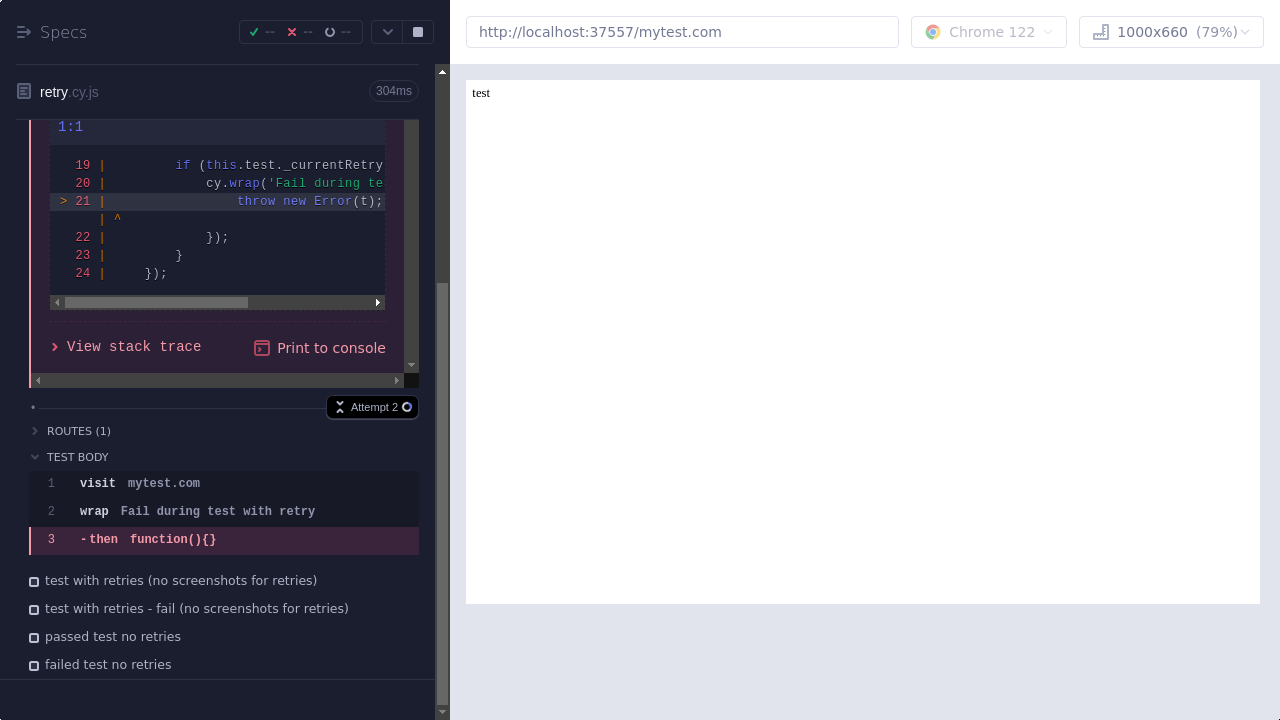 Specs
--
--
--
http://localhost:37557/mytest.com
Chrome 122
1000x660 (79%)
retry.cy.js
304ms
1:1
19 | if (this.test._currentRetry
20 | cy.wrap('Fail during te
> 21 | throw new Error(t);
| ^
22 | });
23 | }
24 | });
View stack trace
Print to console
Attempt 2
ROUTES (1)
TEST BODY
1 visit mytest.com
2 wrap Fail during test with retry
3 -then function(){}
test with retries (no screenshots for retries)
test with retries - fail (no screenshots for retries)
passed test no retries
failed test no retries
test